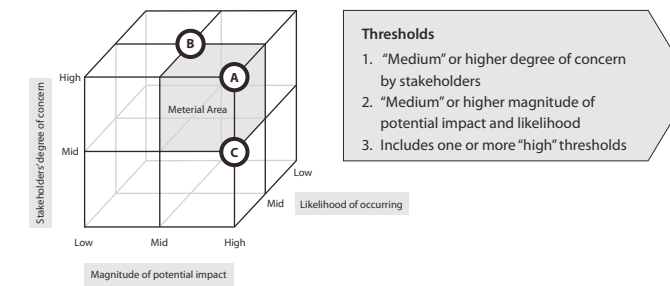 B
Thresholds
High
A
1. “Medium” or higher degree of concern
by stakeholders
Meterial Area
2. “Medium” or higher magnitude of
potential impact and likelihood
Stakeholders' degree of concern
Mid
C
3. Includes one or more “high” thresholds
Low
Mid
Likelihood of occurring
Low
Mid
High
Magnitude of potential impact